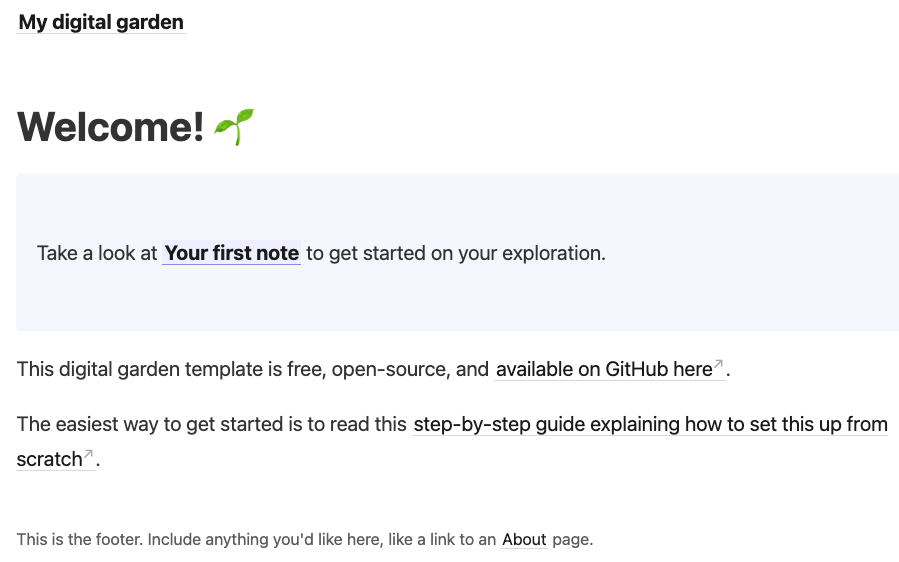 My digital garden
Welcome! 🌱
Take a look at Your first note to get started on your exploration.
This digital garden template is free, open-source, and available on GitHub here↗.
The easiest way to get started is to read this step-by-step guide explaining how to set this up from
scratch↗.
This is the footer. Include anything you'd like here, like a link to an About page.